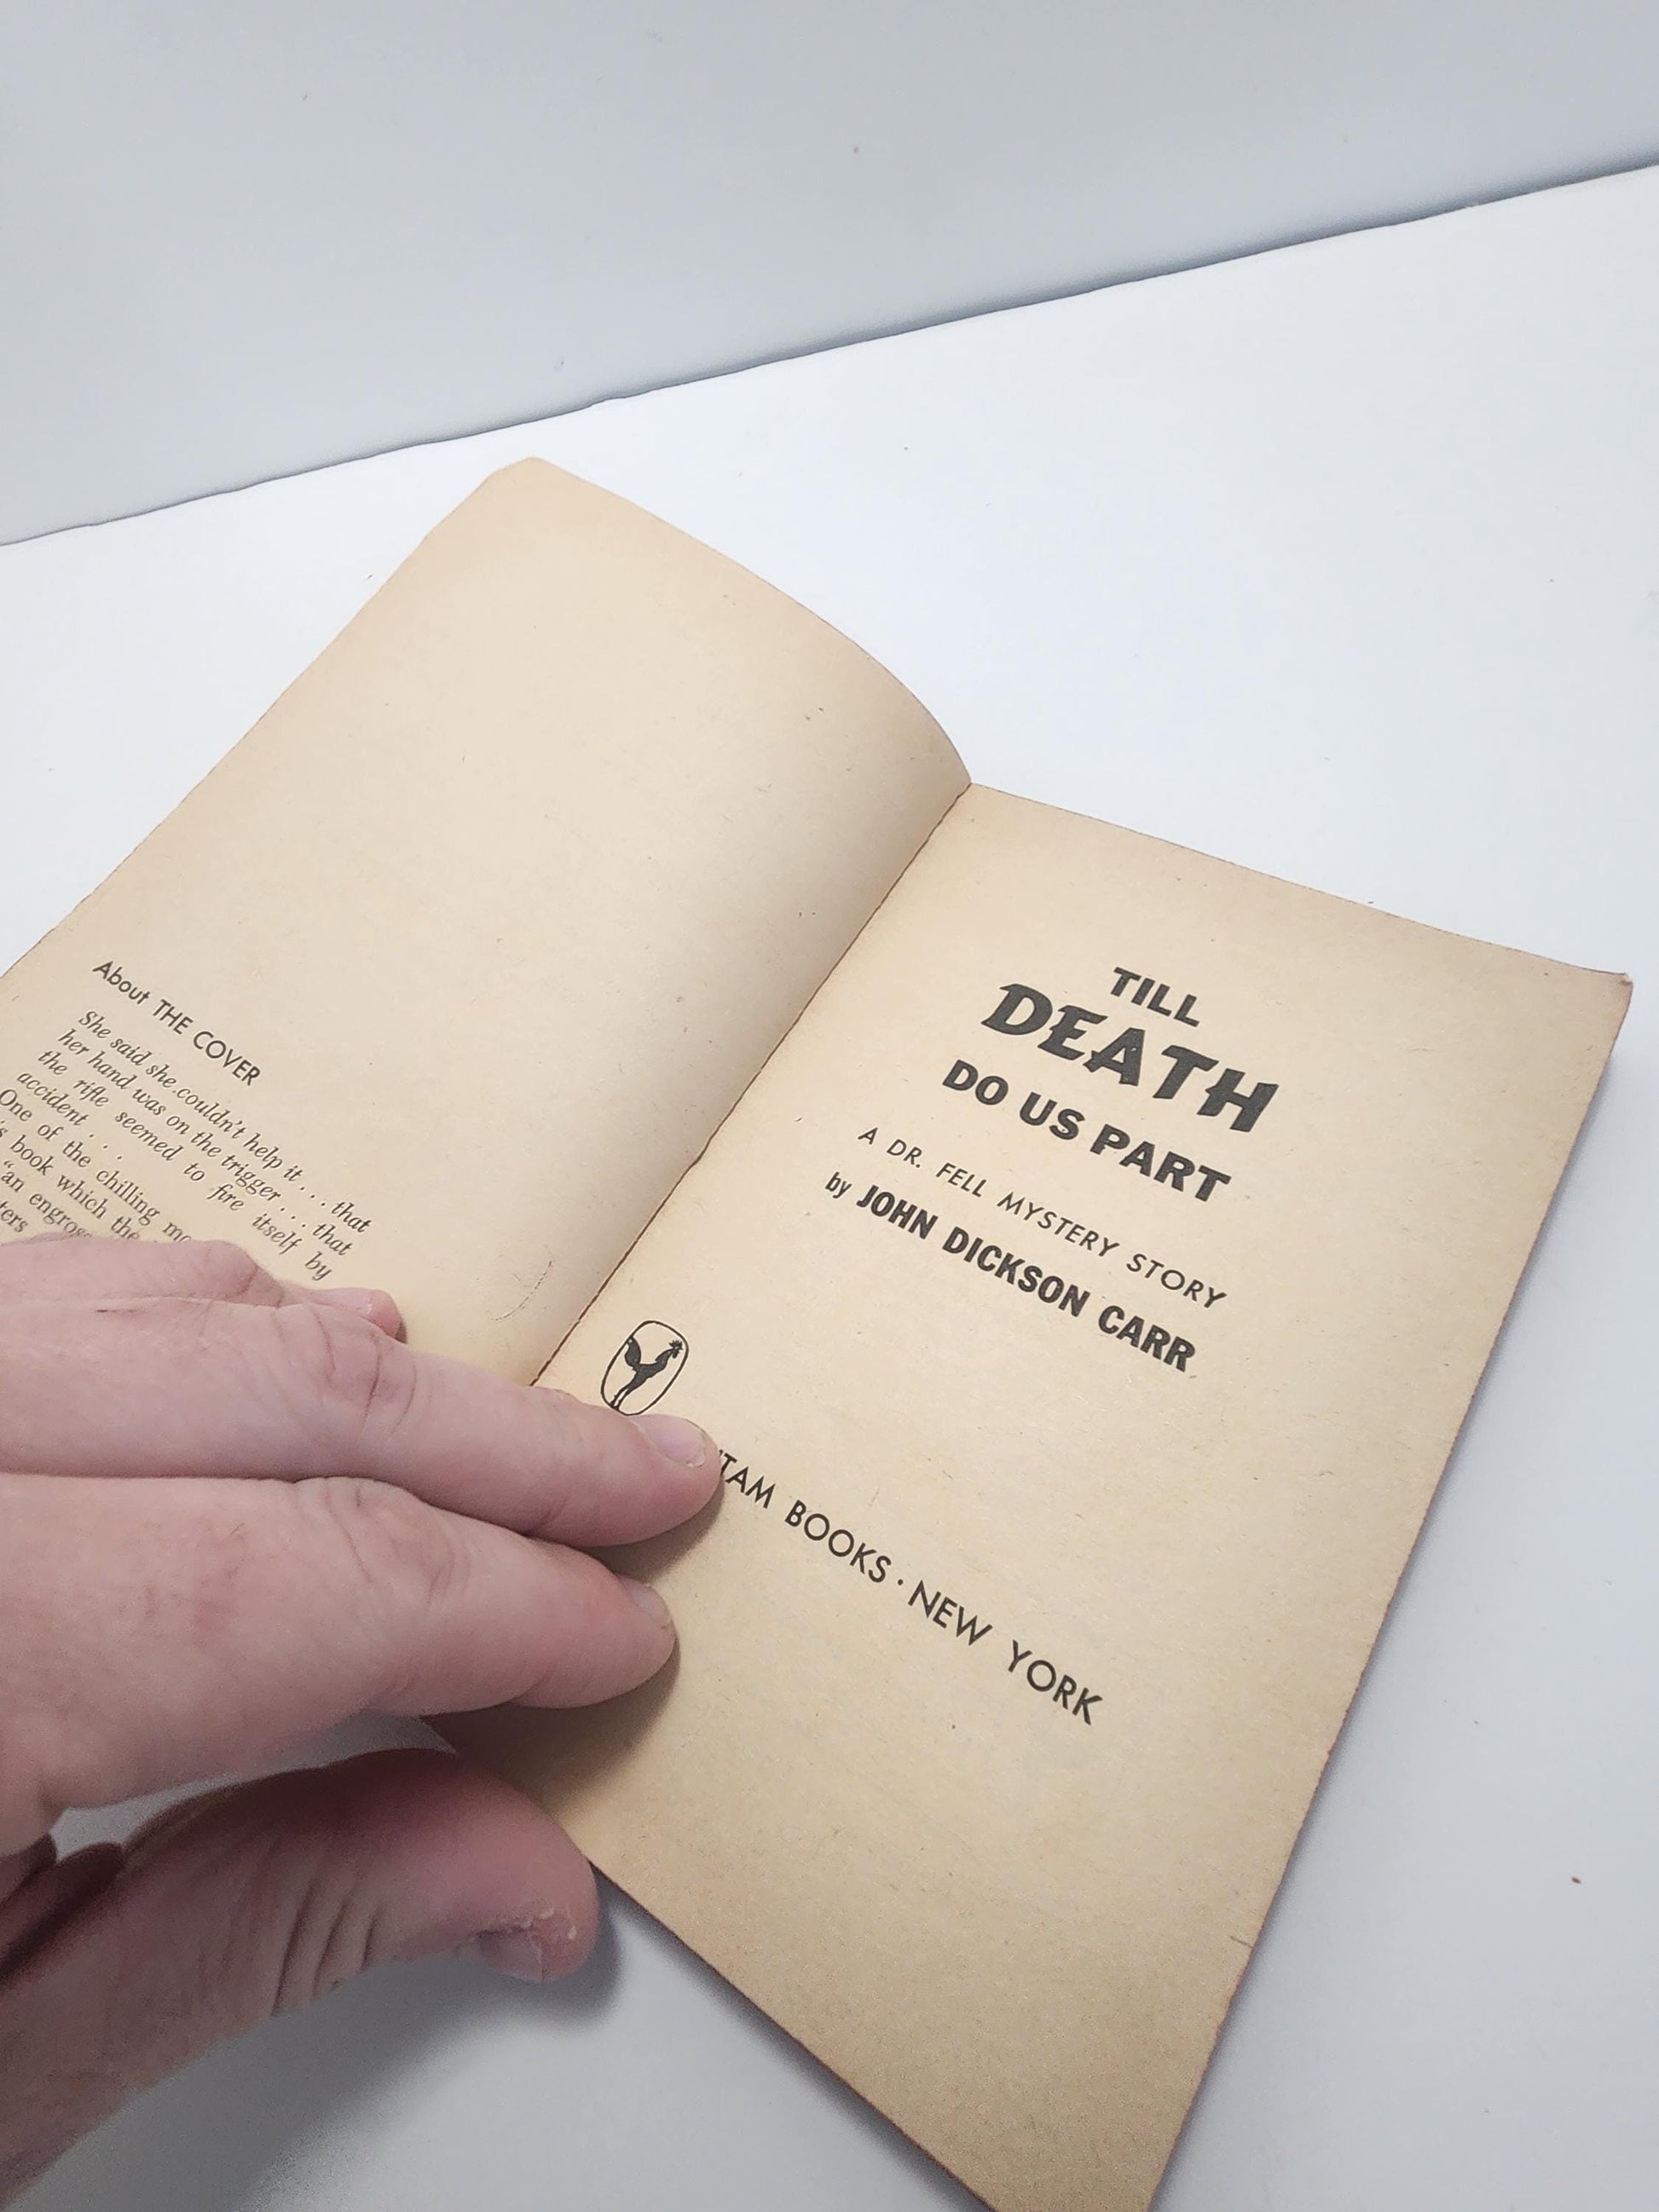 About THE COVER
She said she couldn't help it . . . that
her hand was on the trigger . . . that
the rifle seemed to fire itself by
accident . . .
One of the chilling
book which the
"an
TILL
DEATH
DO US PART
A DR. FELL MYSTERY STORY
by JOHN DICKSON CARR
BOOKS · NEW YORK